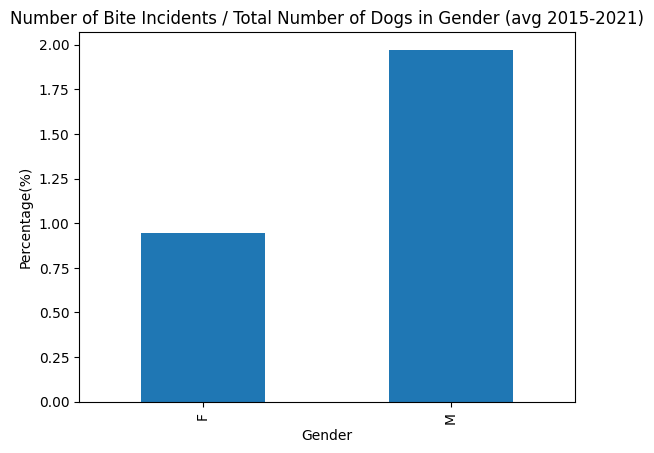 Number of Bite Incidents / Total Number of Dogs in Gender (avg 2015-2021)
2.00
1.75
1.50
1.25
1.00
0.75
0.50
0.25
0.00
Percentage(%)
F
M
Gender